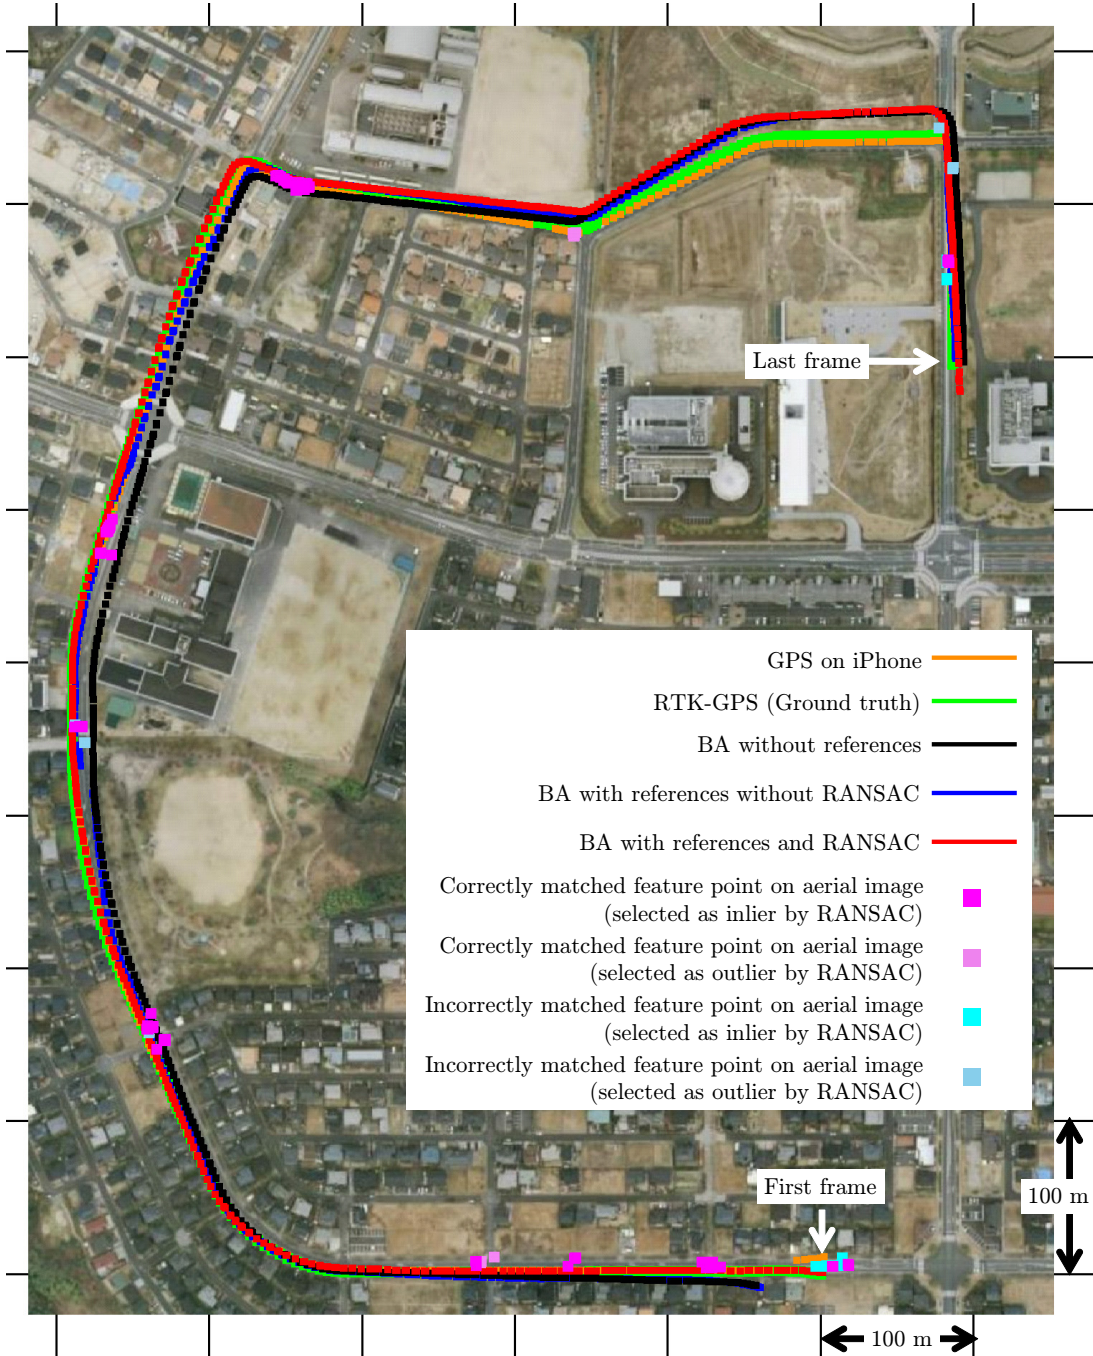 Last frame
GPS on iPhone
RTK-GPS (Ground truth)
BA without references
BA with references without RANSAC
BA with references and RANSAC
Correctly matched feature point on aerial image
(selected as inlier by RANSAC)
Correctly matched feature point on aerial image
(selected as outlier by RANSAC)
Incorrectly matched feature point on aerial image
(selected as inlier by RANSAC)
Incorrectly matched feature point on aerial image
(selected as outlier by RANSAC)
First frame
100 m
100 m